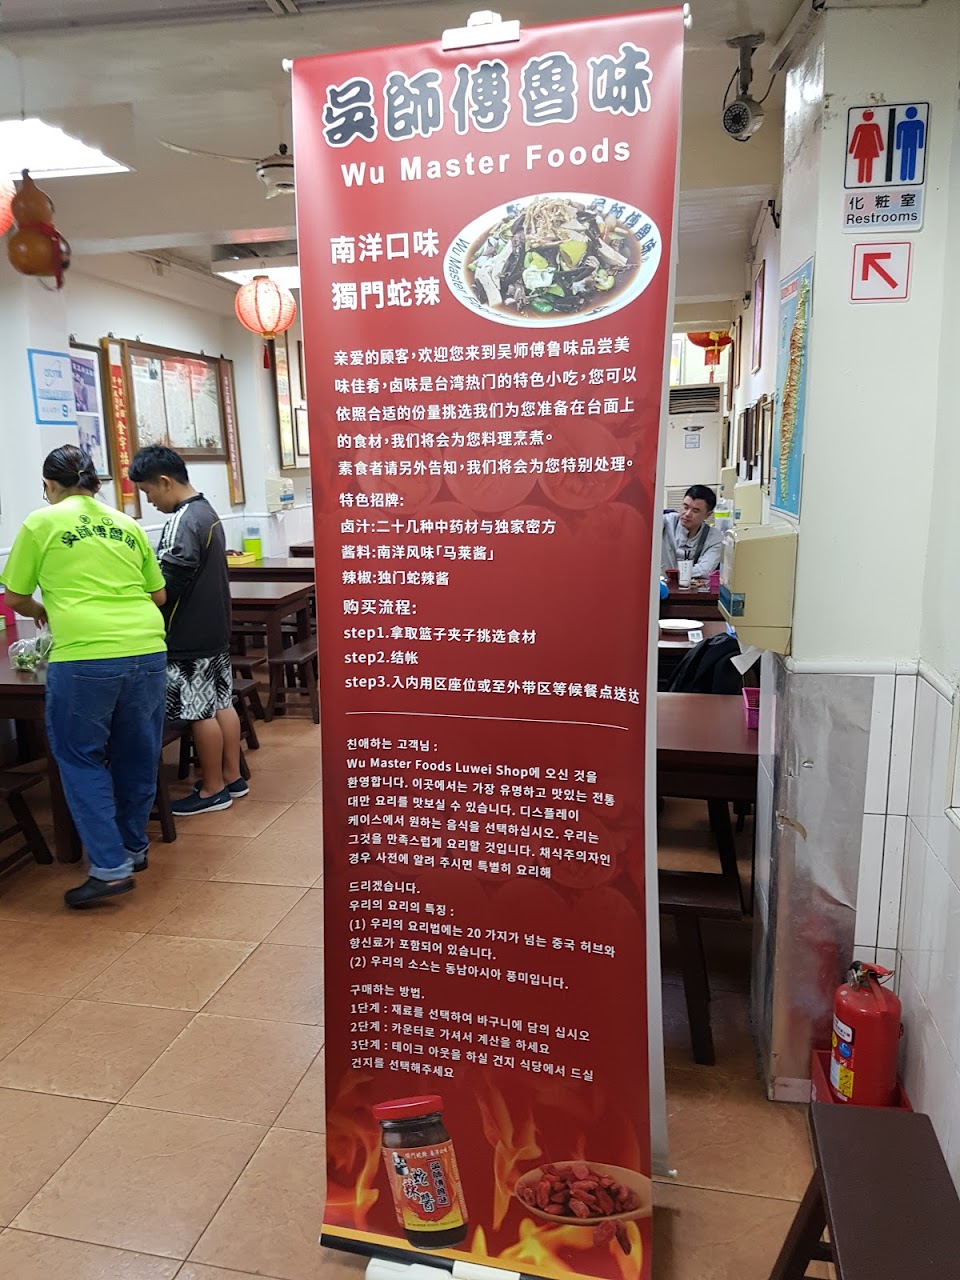 吳師傅魯味
Wu Master Foods
南洋口味
獨門蛇辣
吳師傅魯味
Wu Master Foods
亲爱的顾客，欢迎您来到吴师傅鲁味品尝美
味佳肴，卤味是台湾热门的特色小吃，您可以
依照合适的份量挑选我们为您准备在台面上
的食材，我们将会为您料理烹煮。
素食者请另外告知，我们将会为您特别处理。
特色招牌:
卤汁:二十几种中药材与独家密方
酱料:南洋风味「马莱酱」
辣椒:独门蛇辣酱
购买流程:
step1.拿取篮子夹子挑选食材
step2.结帐
step3.入内用区座位或至外带区等候餐点送达
친애하는 고객님 :
Wu Master Foods Luwei Shop에 오신 것을
환영합니다. 이곳에서는 가장 유명하고 맛있는 전통
대만 요리를 맛보실 수 있습니다. 디스플레이
케이스에서 원하는 음식을 선택하십시오. 우리는
그것을 만족스럽게 요리할 것입니다. 채식주의자인
경우 사전에 알려 주시면 특별히 요리해
드리겠습니다.
우리의 요리의 특징 :
(1) 우리의 요리법에는 20 가지가 넘는 중국 허브와
향신료가 포함되어 있습니다.
(2) 우리의 소스는 동남아시아 풍미입니다.
구매하는 방법.
1단계 : 재료를 선택하여 바구니에 담의 십시오
2단계 : 카운터로 가셔서 계산을 하세요
3단계 : 테이크 아웃을 하실 건지 식당에서 드실
건지를 선택해주세요
吳師傅魯味
蛇辣醬
化粧室
Restrooms
吳師傅魯味